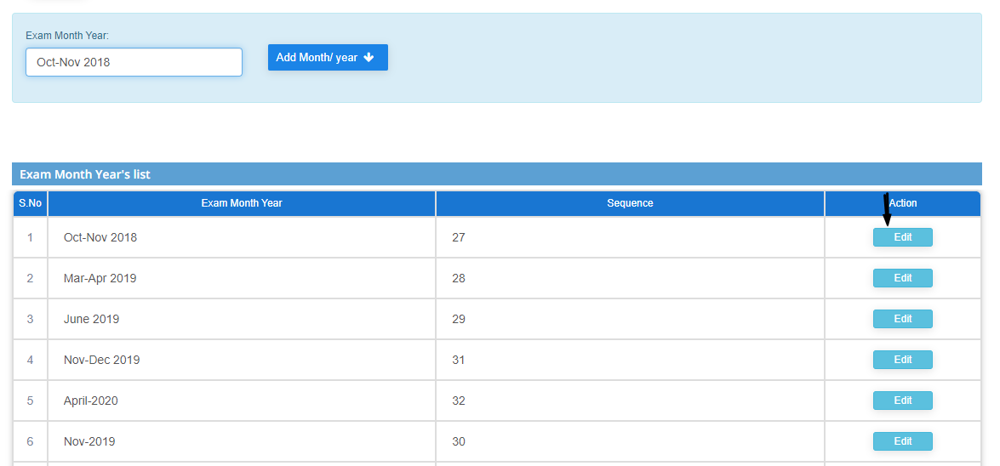 Exam Month Year:
Oct-Nov 2018
Add Month/ year
Exam Month Year's list
S.No Exam Month Year Sequence Action
1 Oct-Nov 2018 27 Edit
2 Mar-Apr 2019 28 Edit
3 June 2019 29 Edit
4 Nov-Dec 2019 31 Edit
5 April-2020 32 Edit
6 Nov-2019 30 Edit